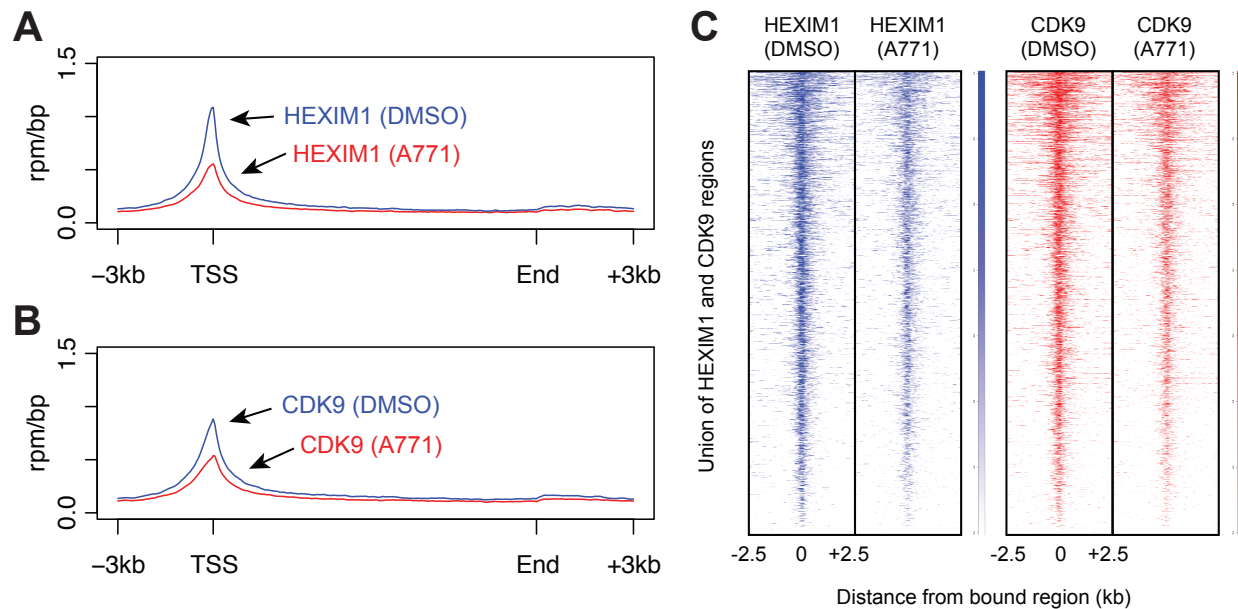 A
1.5
rpm/bp
0.0
HEXIM1 (DMSO)
HEXIM1 (A771)
–3kb TSS End +3kb
B
1.5
rpm/bp
0.0
CDK9 (DMSO)
CDK9 (A771)
–3kb TSS End +3kb
C
HEXIM1 HEXIM1 CDK9 CDK9
(DMSO) (A771) (DMSO) (A771)
Union of HEXIM1 and CDK9 regions
-2.5 0 +2.5 -2.5 0 +2.5
Distance from bound region (kb)